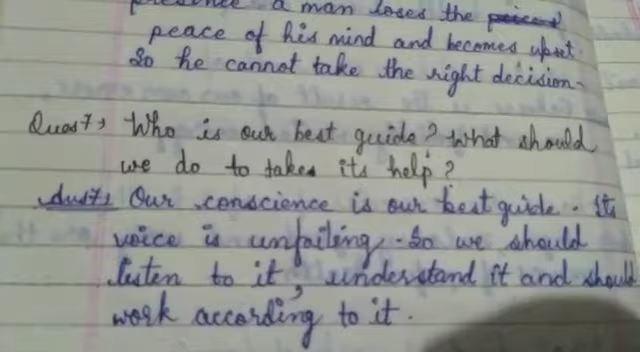 presence a man loses the
peace of his mind and becomes upset.
So he cannot take the right decision.
Ques7, Who is our best guide? What should
we do to takes its help?
Ans7, Our conscience is our best guide. Its
voice is unfailing. So we should
listen to it, understand it and should
work according to it.